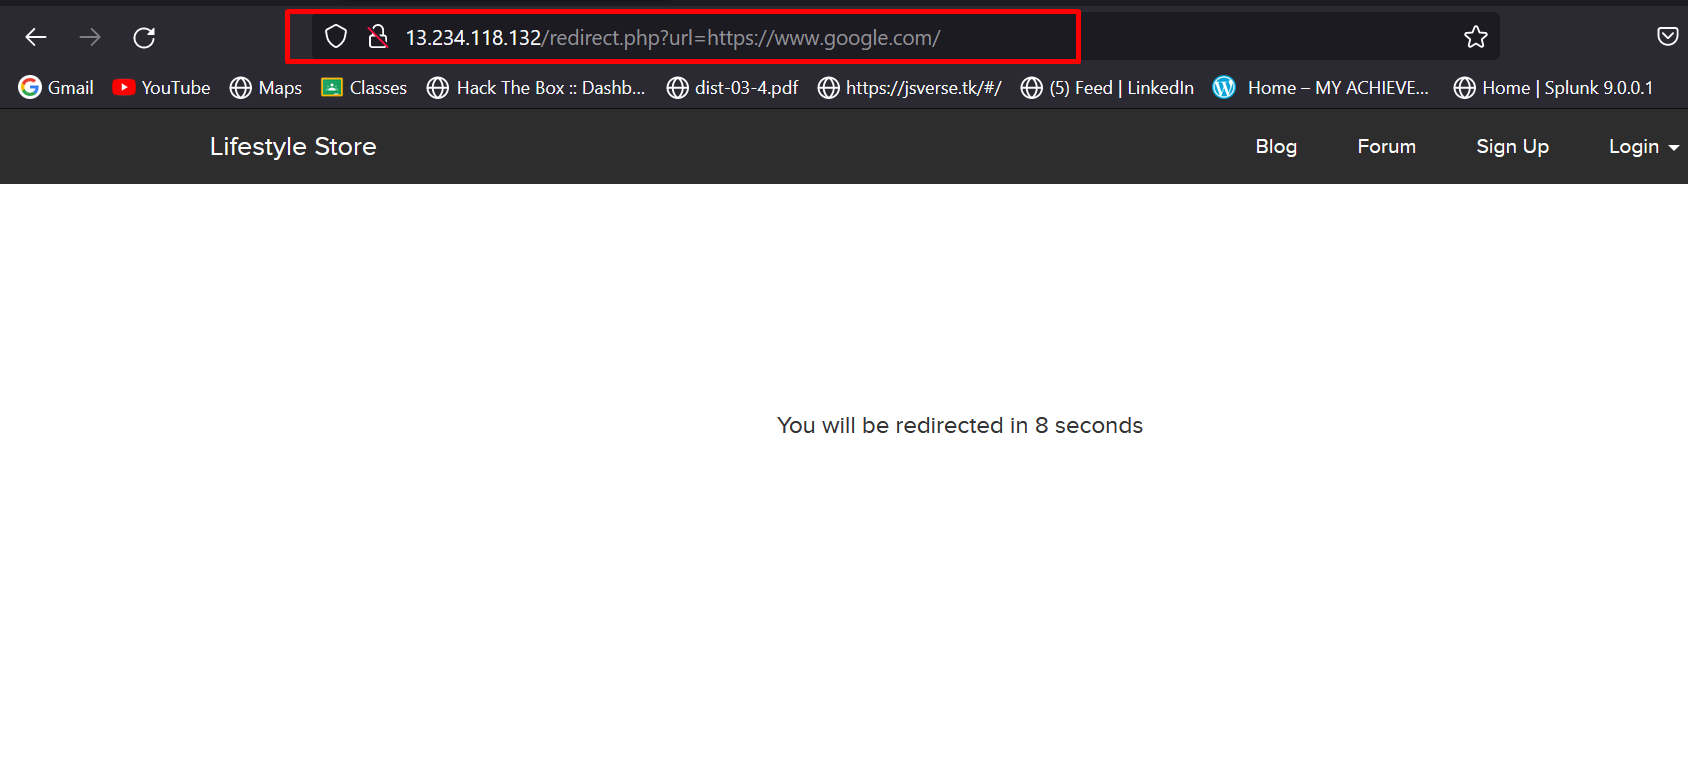 13.234.118.132/redirect.php?url=https://www.google.com/
Gmail YouTube Maps Classes Hack The Box :: Dashb... dist-03-4.pdf https://jsverse.tk/#/ (5) Feed | LinkedIn Home – MY ACHIEVE... Home | Splunk 9.0.0.1
Lifestyle Store Blog Forum Sign Up Login
You will be redirected in 8 seconds